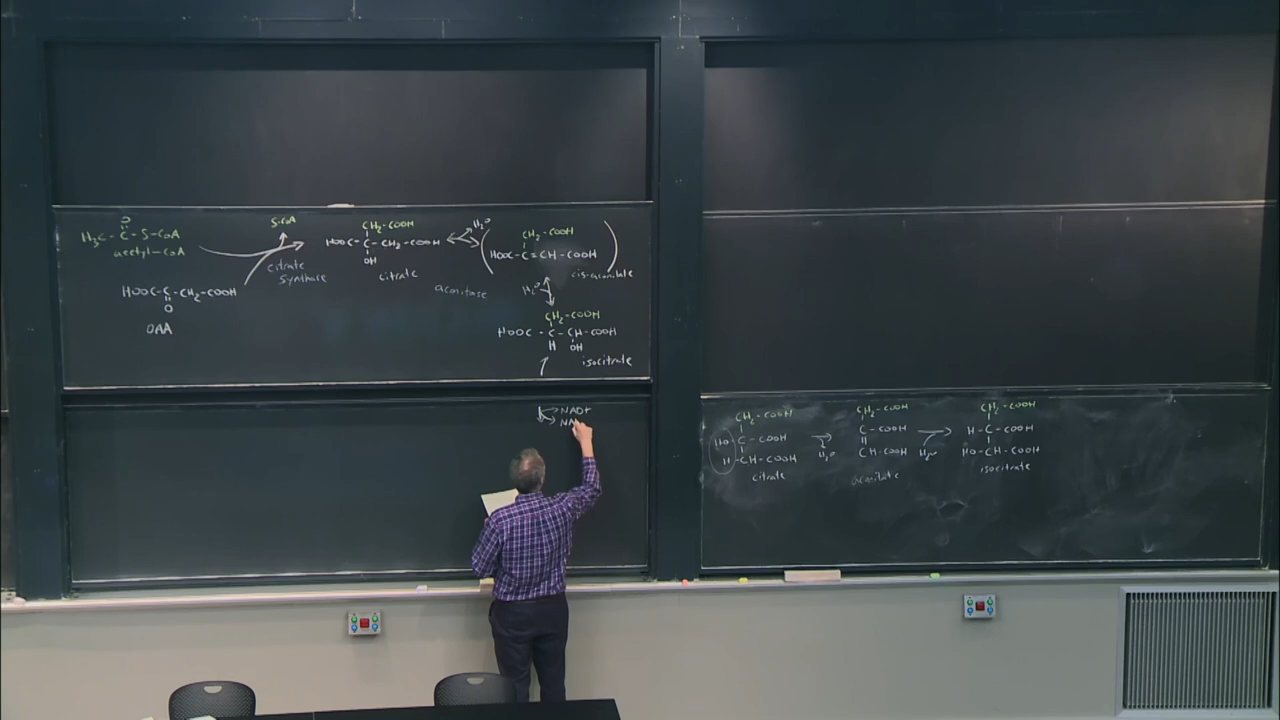 O
H₃C-C-S-CoA
acetyl-CoA
HOOC-C-CH₂-COOH
O
OAA
S-CoA
citrate
synthase
CH₂-COOH
HOOC-C-CH₂-COOH
OH
citrate
aconitase
H₂O
CH₂-COOH
HOOC-C=CH-COOH
cis-aconitate
H₂O
CH₂-COOH
HOOC-C-CH-COOH
H OH
isocitrate
NAD+
NA
CH₂-COOH
HO C-COOH
H-CH-COOH
citrate
H₂O
CH₂-COOH
C-COOH
CH-COOH
aconitate
H₂O
CH₂-COOH
H-C-COOH
HO-CH-COOH
isocitrate